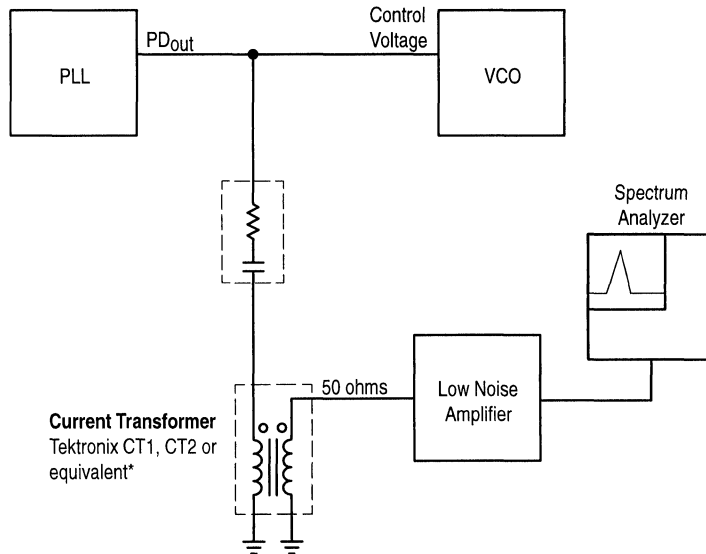 PLL
PDout
Control
Voltage
VCO
Spectrum
Analyzer
50 ohms
Low Noise
Amplifier
Current Transformer
Tektronix CT1, CT2 or
equivalent*